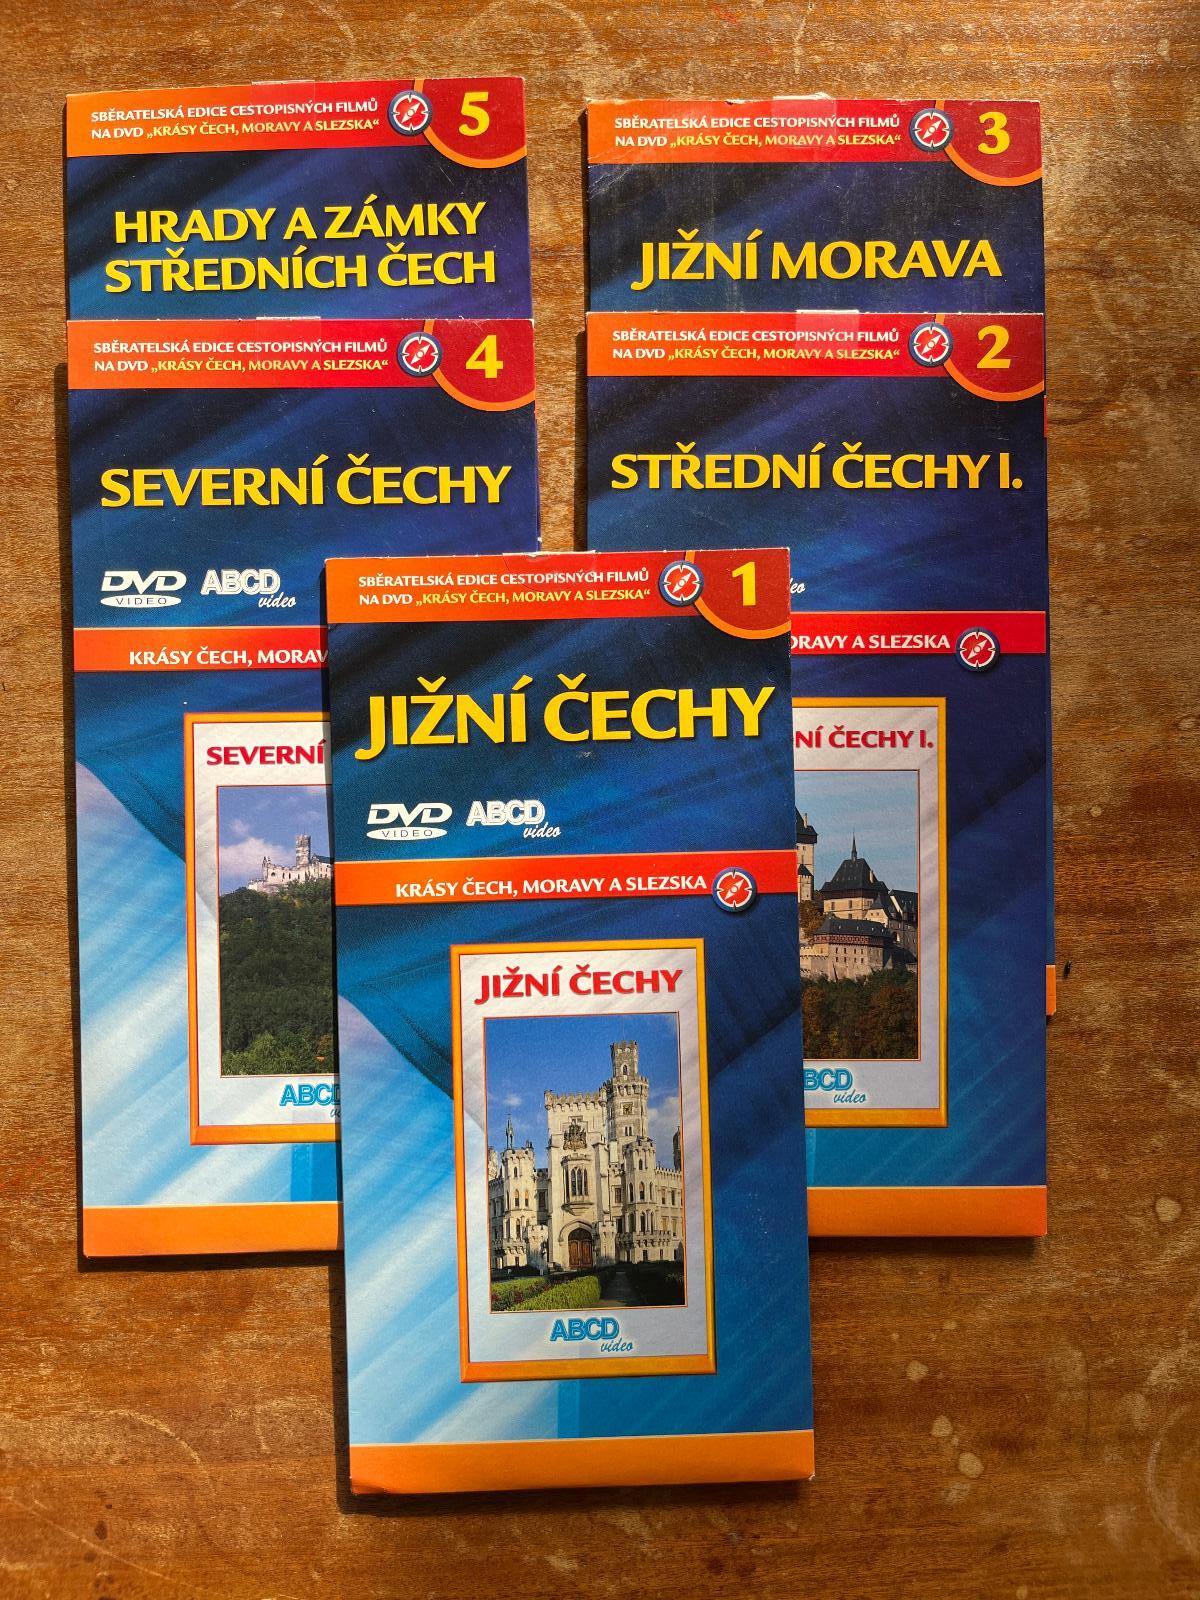 SBĚRATELSKÁ EDICE CESTOPISNÝCH FILMŮ
NA DVD „KRÁSY ČECH, MORAVY A SLEZSKA“
5
HRADY A ZÁMKY
STŘEDNÍCH ČECH
SBĚRATELSKÁ EDICE CESTOPISNÝCH FILMŮ
NA DVD „KRÁSY ČECH, MORAVY A SLEZSKA“
3
JIŽNÍ MORAVA
SBĚRATELSKÁ EDICE CESTOPISNÝCH FILMŮ
NA DVD „KRÁSY ČECH, MORAVY A SLEZSKA“
4
SEVERNÍ ČECHY
DVD VIDEO
ABCD video
KRÁSY ČECH, MORAV
SEVERNÍ
ABCD
SBĚRATELSKÁ EDICE CESTOPISNÝCH FILMŮ
NA DVD „KRÁSY ČECH, MORAVY A SLEZSKA“
2
STŘEDNÍ ČECHY I.
ORAVY A SLEZSKA
NÍ ČECHY I.
BCD video
SBĚRATELSKÁ EDICE CESTOPISNÝCH FILMŮ
NA DVD „KRÁSY ČECH, MORAVY A SLEZSKA“
1
JIŽNÍ ČECHY
DVD VIDEO
ABCD video
KRÁSY ČECH, MORAVY A SLEZSKA
JIŽNÍ ČECHY
ABCD video